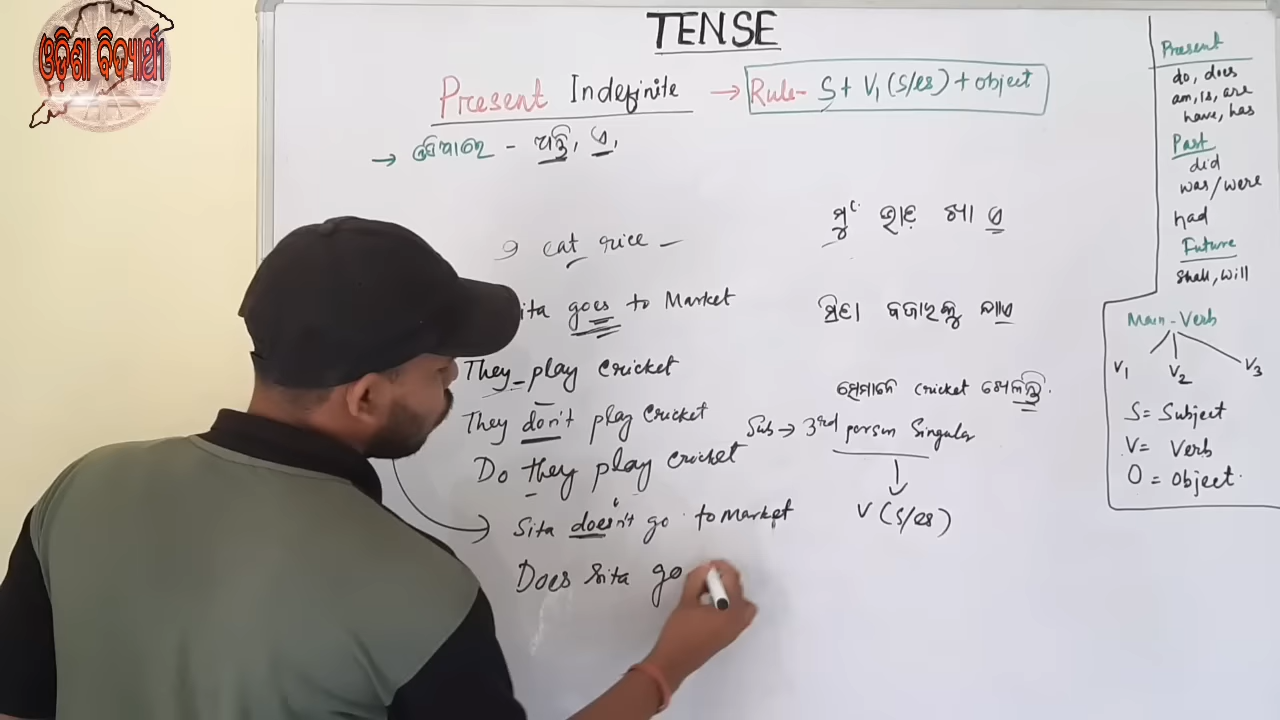 ଓଡ଼ିଶା ବିଦ୍ୟାର୍ଥୀ
TENSE
Present Indefinite → Rule- S + V₁ (s/es) + object
→ - ଅନ୍ତି, ଏ,
I eat rice —
ମୁଁ ଭାତ ଖାଏ
ita goes to Market
ସିତା ବଜାରକୁ ଯାଏ
They play cricket
ସେମାନେ cricket ଖେଳନ୍ତି.
They don't play cricket
Sub → 3rd person Singular
V (s/es)
Do they play cricket
Sita doesn't go to Market
Does Sita go
Present
do, does
am, is, are
have, has
Past
did
was/were
had
Future
Shall, will
Main-Verb
V₁ V₂ V₃
S = Subject
V = Verb
O = Object.